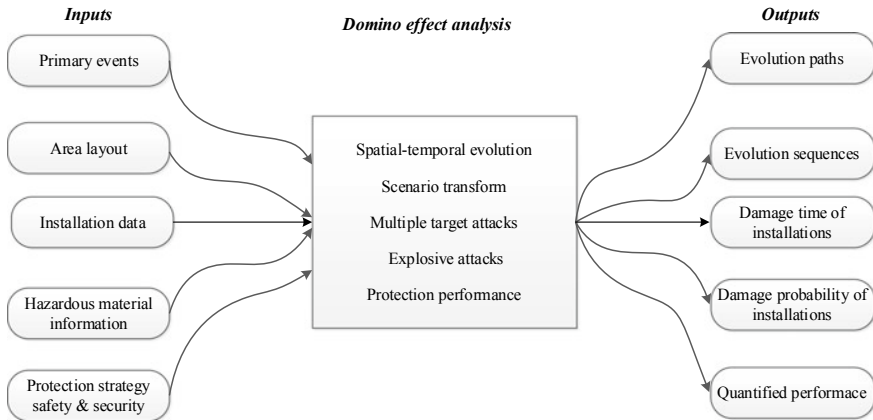 Inputs
Domino effect analysis
Outputs
Primary events
Area layout
Installation data
Hazardous material
information
Protection strategy
safety & security
Spatial-temporal evolution
Scenario transform
Multiple target attacks
Explosive attacks
Protection performance
Evolution paths
Evolution sequences
Damage time of
installations
Damage probability of
installations
Quantified performace